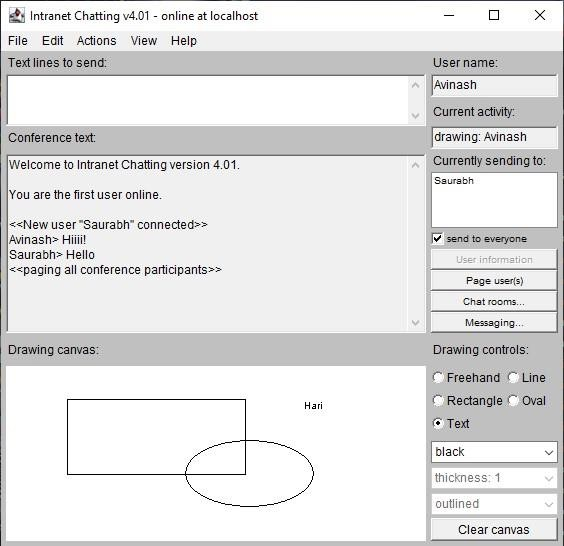 Intranet Chatting v4.01 - online at localhost
File Edit Actions View Help
Text lines to send:
User name:
Avinash
Current activity:
drawing: Avinash
Conference text:
Welcome to Intranet Chatting version 4.01.
You are the first user online.
<<New user "Saurabh" connected>>
Avinash> Hiiii!
Saurabh> Hello
<<paging all conference participants>>
Currently sending to:
Saurabh
send to everyone
User information
Page user(s)
Chat rooms...
Messaging...
Drawing canvas:
Hari
Drawing controls:
Freehand Line
Rectangle Oval
Text
black
thickness: 1
outlined
Clear canvas